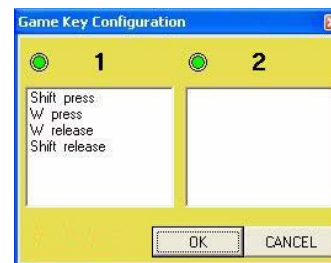 Game Key Configuration
1 2
Shift press
W press
W release
Shift release
OK CANCEL